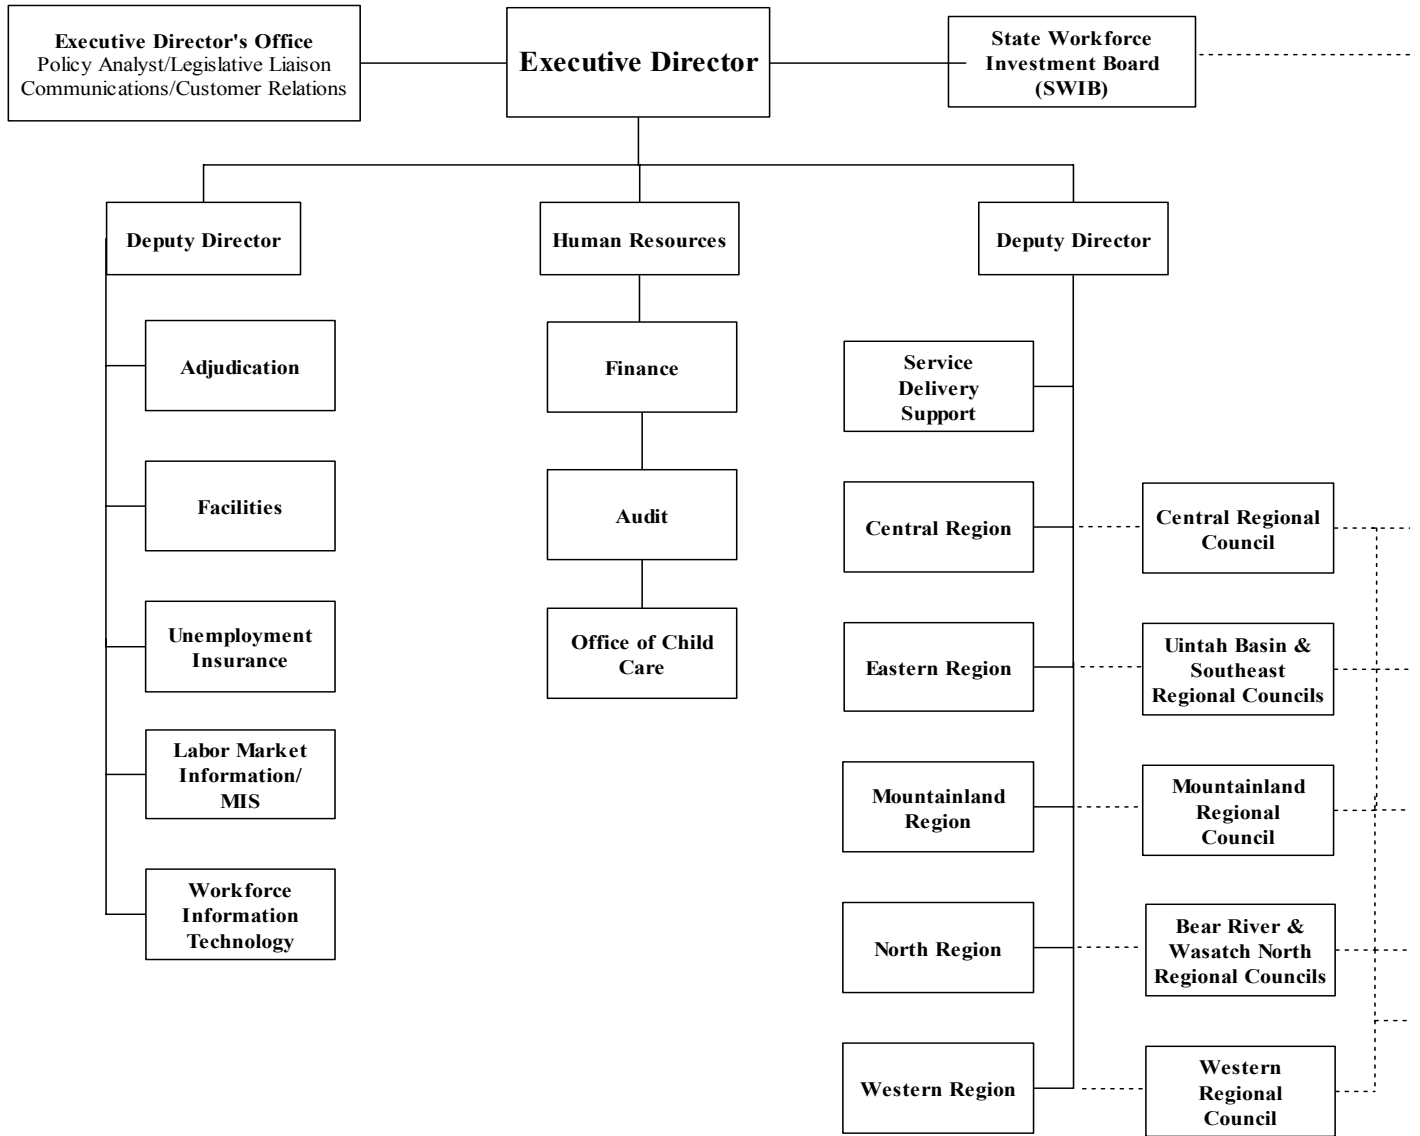 Executive Director's Office
Policy Analyst/Legislative Liaison
Communications/Customer Relations
Executive Director
State Workforce
Investment Board
(SWIB)
Deputy Director
Human Resources
Deputy Director
Adjudication
Finance
Service
Delivery
Support
Facilities
Audit
Central Region
Central Regional
Council
Unemployment
Insurance
Office of Child
Care
Eastern Region
Uintah Basin &
Southeast
Regional Councils
Labor Market
Information/
MIS
Mountainland
Region
Mountainland
Regional
Council
Workforce
Information
Technology
North Region
Bear River &
Wasatch North
Regional Councils
Western Region
Western
Regional
Council